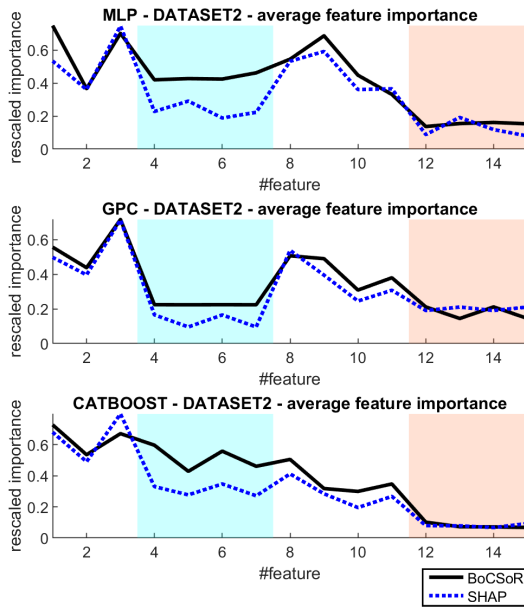 MLP - DATASET2 - average feature importance
rescaled importance
0.6
0.4
0.2
0
2 4 6 8 10 12 14
#feature
GPC - DATASET2 - average feature importance
rescaled importance
0.6
0.4
0.2
0
2 4 6 8 10 12 14
#feature
CATBOOST - DATASET2 - average feature importance
rescaled importance
0.6
0.4
0.2
0
2 4 6 8 10 12 14
#feature
BoCSoR
SHAP